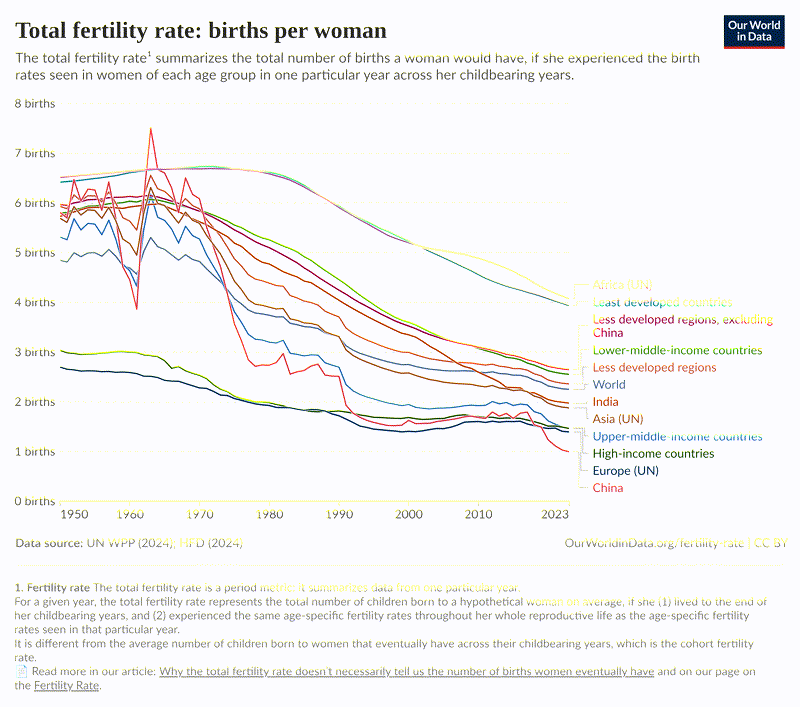 Total fertility rate: births per woman
Our World
in Data
The total fertility rate¹ summarizes the total number of births a woman would have, if she experienced the birth
rates seen in women of each age group in one particular year across her childbearing years.
8 births
7 births
6 births
5 births
4 births
3 births
2 births
1 births
0 births
1950 1960 1970 1980 1990 2000 2010 2023
Africa (UN)
Least developed countries
Less developed regions, excluding
China
Lower-middle-income countries
Less developed regions
World
India
Asia (UN)
Upper-middle-income countries
High-income countries
Europe (UN)
China
Data source: UN WPP (2024); HFD (2024)
OurWorldinData.org/fertility-rate | CC BY
1. Fertility rate The total fertility rate is a period metric. It summarizes data from one particular year.
For a given year, the total fertility rate represents the total number of children born to a hypothetical woman on average, if she (1) lived to the end of
her childbearing years, and (2) experienced the same age-specific fertility rates throughout her whole reproductive life as the age-specific fertility
rates seen in that particular year.
It is different from the average number of children born to women that eventually have across their childbearing years, which is the cohort fertility
rate.
Read more in our article: Why the total fertility rate doesn't necessarily tell us the number of births women eventually have and on our page on
the Fertility Rate.